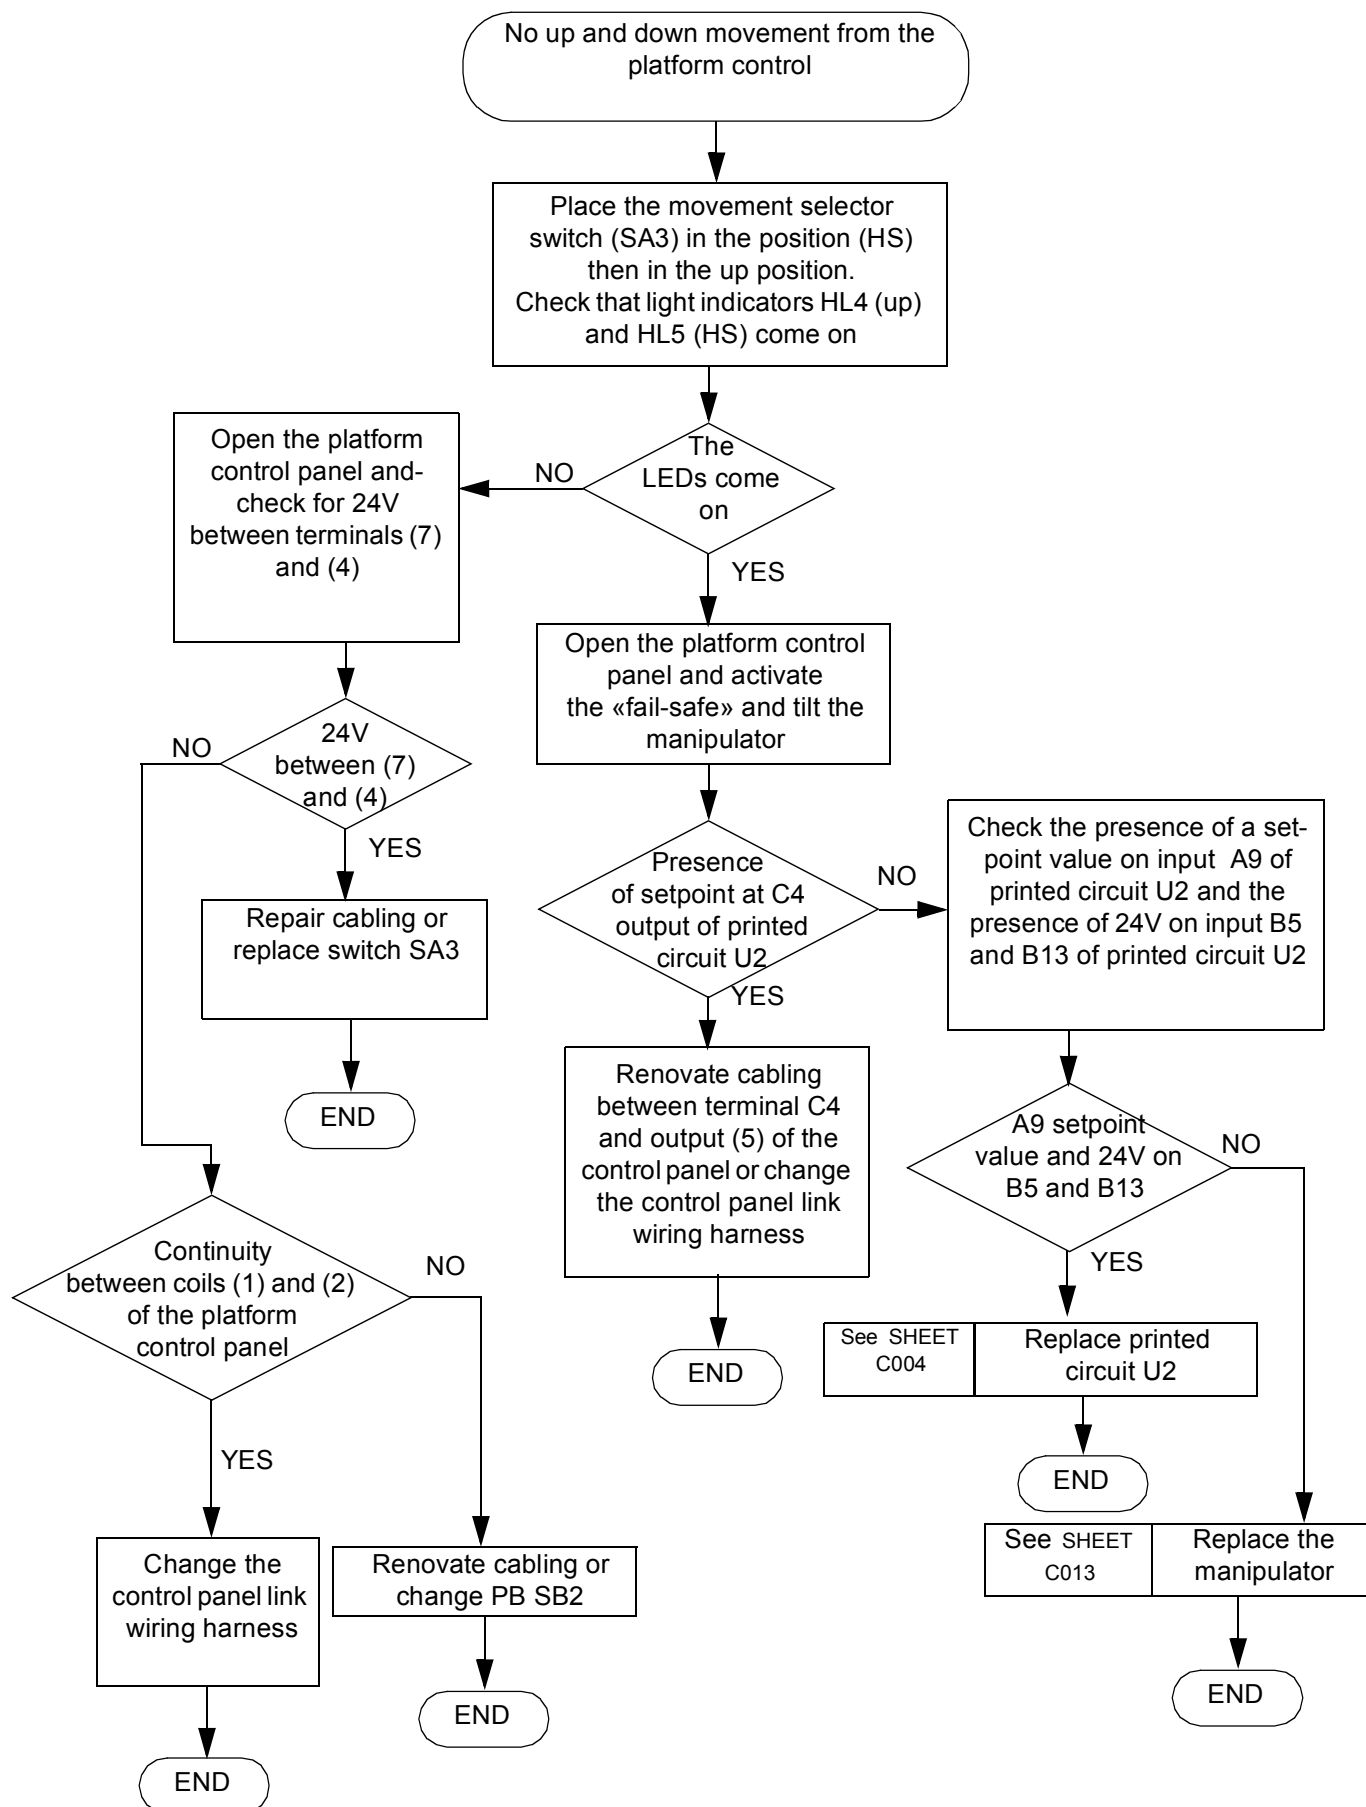 No up and down movement from the
platform control
Place the movement selector
switch (SA3) in the position (HS)
then in the up position.
Check that light indicators HL4 (up)
and HL5 (HS) come on
The
LEDs come
on
NO
YES
Open the platform
control panel and-
check for 24V
between terminals (7)
and (4)
24V
between (7)
and (4)
NO
YES
Repair cabling or
replace switch SA3
END
Continuity
between coils (1) and (2)
of the platform
control panel
NO
YES
Change the
control panel link
wiring harness
END
Renovate cabling or
change PB SB2
END
Open the platform control
panel and activate
the «fail-safe» and tilt the
manipulator
Presence
of setpoint at C4
output of printed
circuit U2
NO
YES
Renovate cabling
between terminal C4
and output (5) of the
control panel or change
the control panel link
wiring harness
END
Check the presence of a set-
point value on input A9 of
printed circuit U2 and the
presence of 24V on input B5
and B13 of printed circuit U2
A9 setpoint
value and 24V on
B5 and B13
NO
YES
See SHEET
C004
Replace printed
circuit U2
END
See SHEET
C013
Replace the
manipulator
END